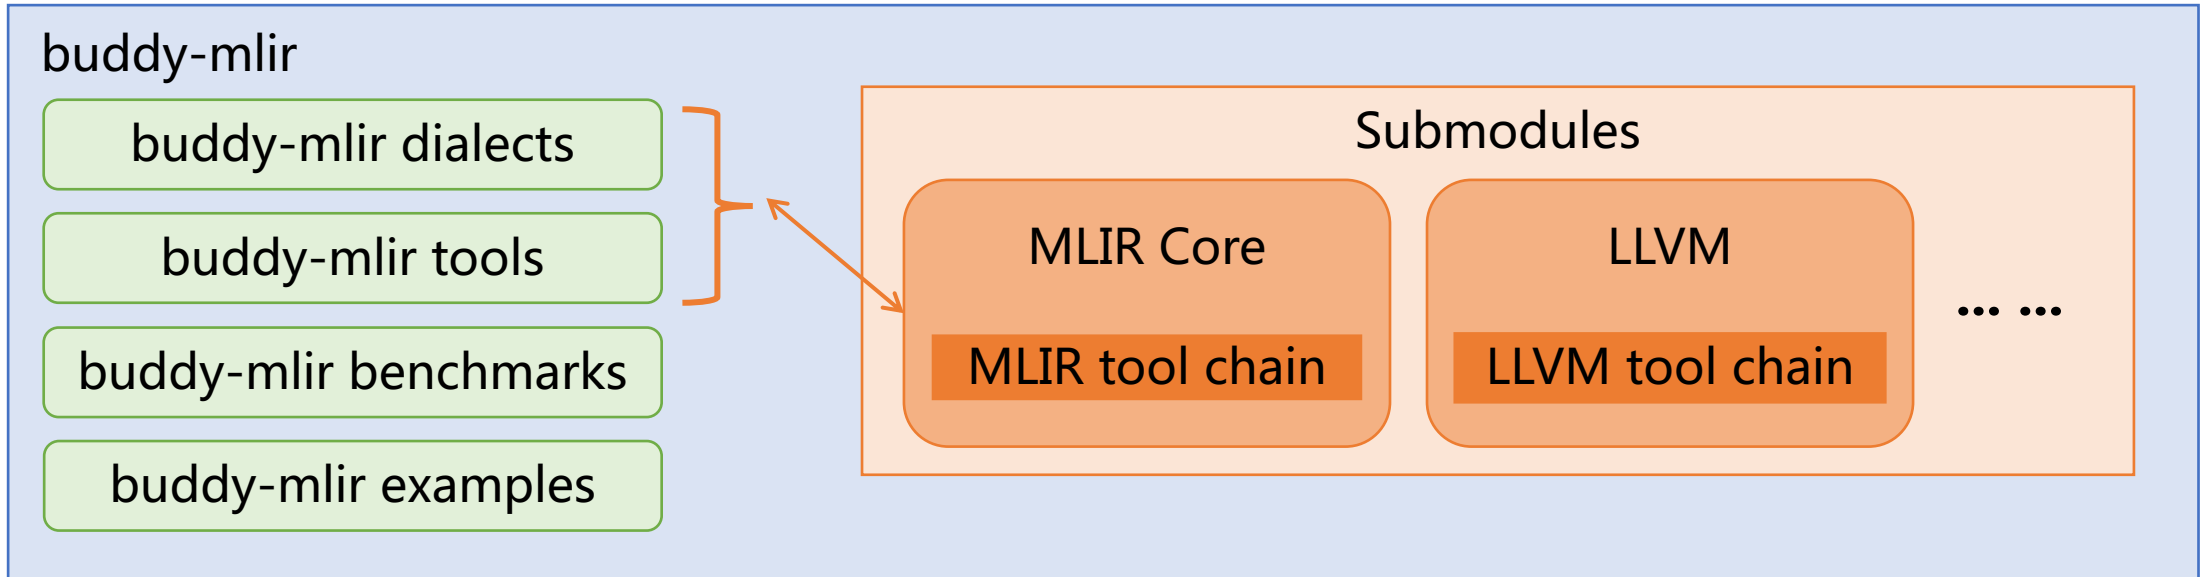 buddy-mlir
buddy-mlir dialects
buddy-mlir tools
buddy-mlir benchmarks
buddy-mlir examples
Submodules
MLIR Core
MLIR tool chain
LLVM
LLVM tool chain
... ...